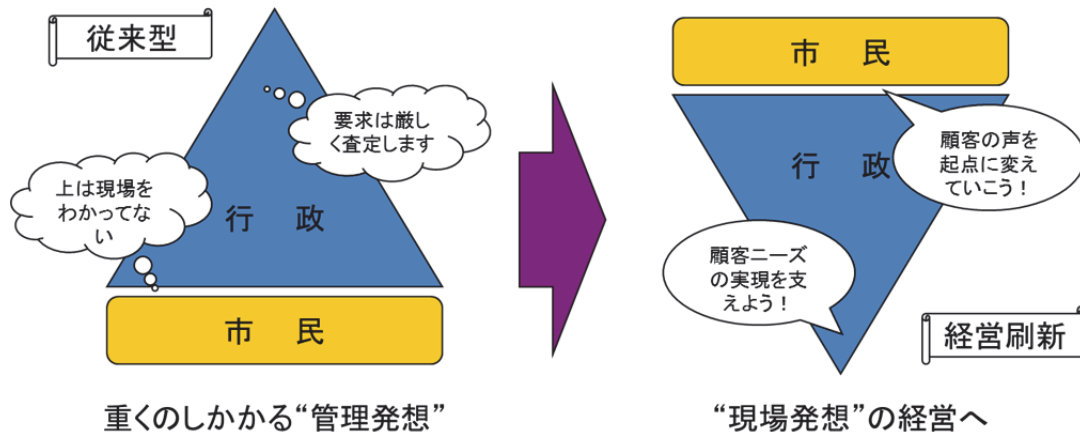 従来型
要求は厳し
く査定します
上は現場を
わかってな
い
行　政
市　民
重くのしかかる“管理発想”
市　民
顧客の声を
起点に変え
ていこう！
行　政
顧客ニーズ
の実現を支
えよう！
経営刷新
“現場発想”の経営へ